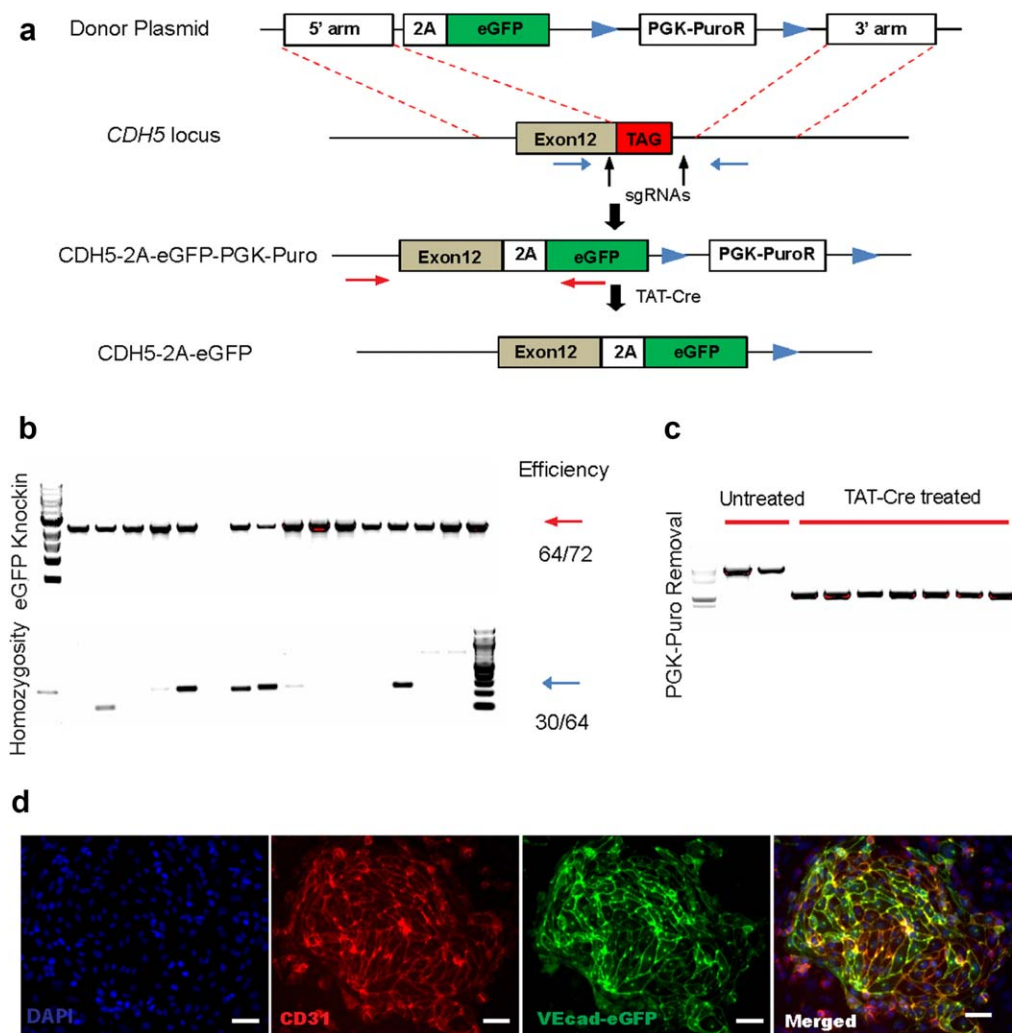 a
Donor Plasmid
5' arm
2A
eGFP
PGK-PuroR
3' arm
CDH5 locus
Exon12
TAG
sgRNAs
CDH5-2A-eGFP-PGK-Puro
Exon12
2A
eGFP
PGK-PuroR
TAT-Cre
CDH5-2A-eGFP
Exon12
2A
eGFP
b
eGFP Knockin
Efficiency
64/72
Homozygosity
30/64
c
Untreated
TAT-Cre treated
PGK-Puro Removal
d
DAPI
CD31
VEcad-eGFP
Merged